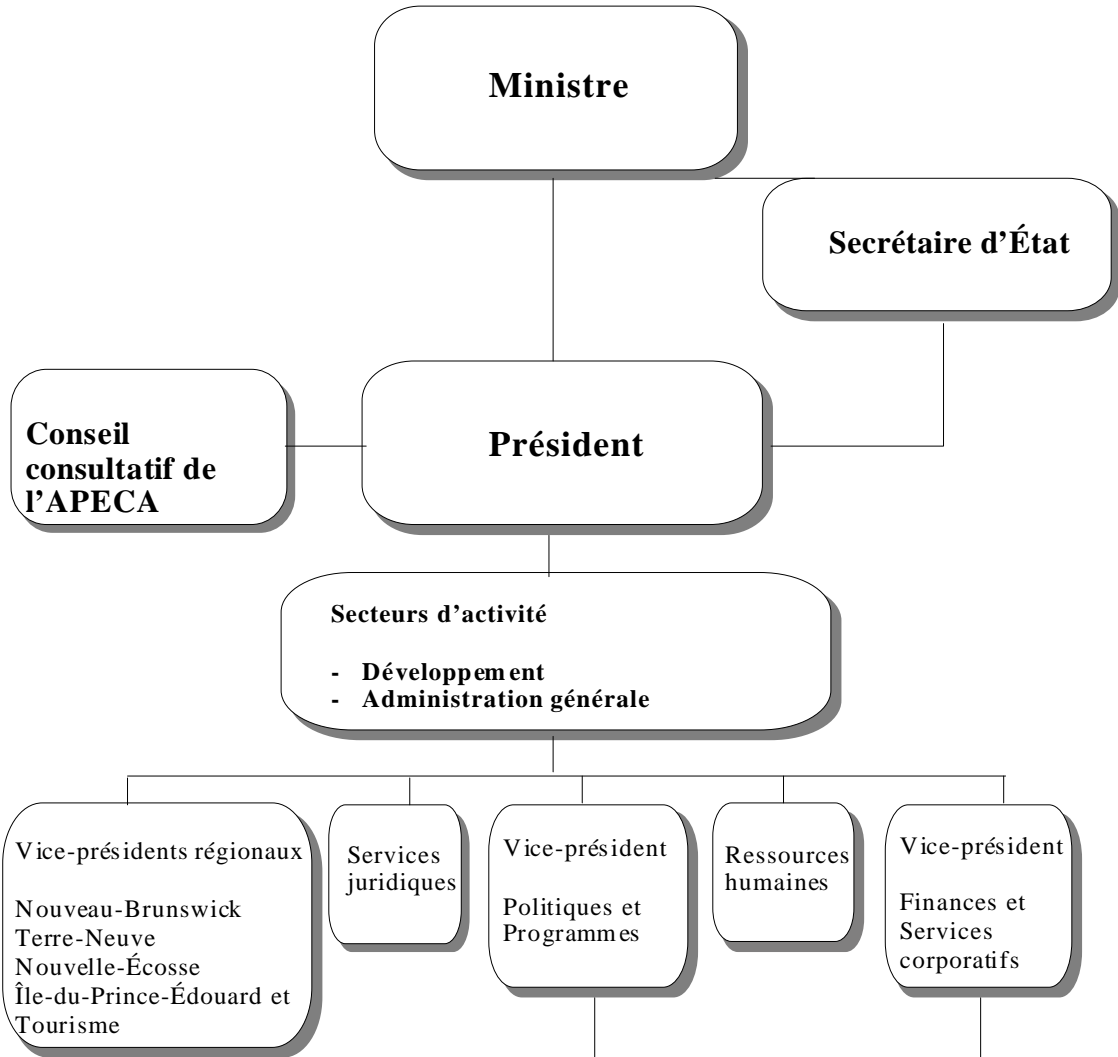 Ministre
Secrétaire d’État
Conseil
consultatif de
l’APECA
Président
Secteurs d’activité
- Développement
- Administration générale
Vice-présidents régionaux
Nouveau-Brunswick
Terre-Neuve
Nouvelle-Écosse
Île-du-Prince-Édouard et
Tourisme
Services
juridiques
Vice-président
Politiques et
Programmes
Ressources
humaines
Vice-président
Finances et
Services
corporatifs